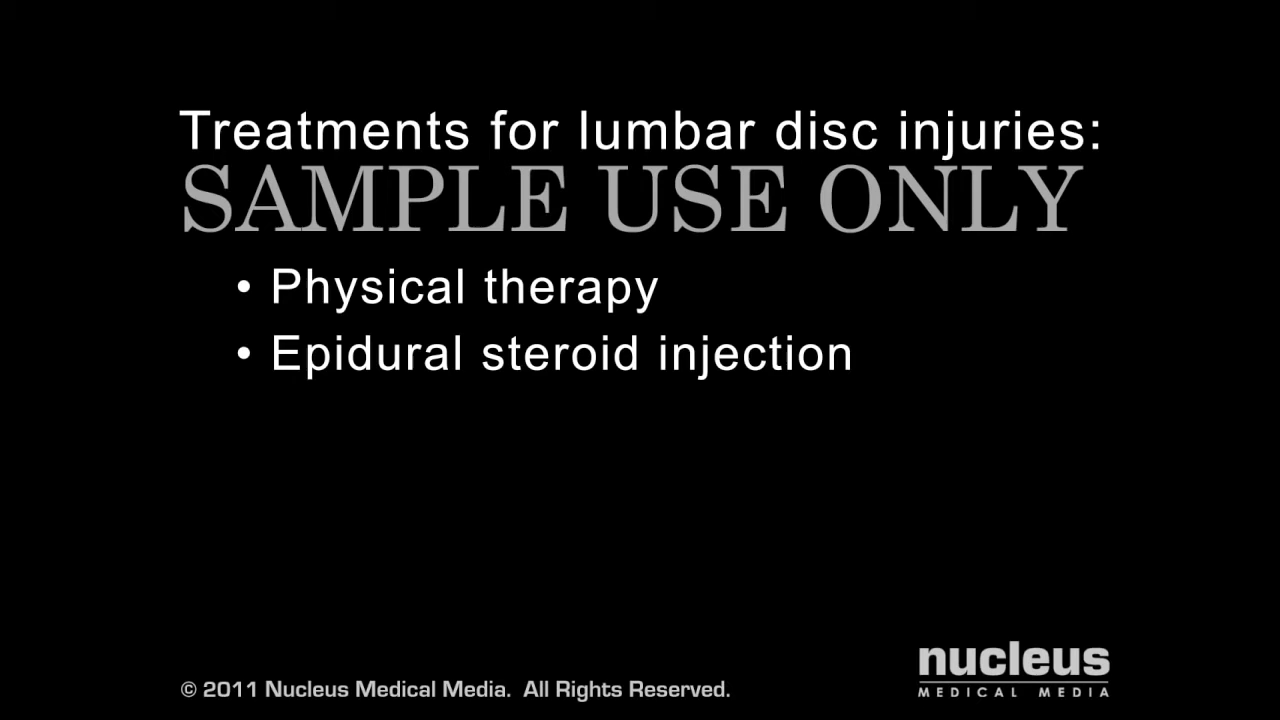 Treatments for lumbar disc injuries:
SAMPLE USE ONLY
• Physical therapy
• Epidural steroid injection
nucleus
MEDICAL MEDIA
© 2011 Nucleus Medical Media. All Rights Reserved.